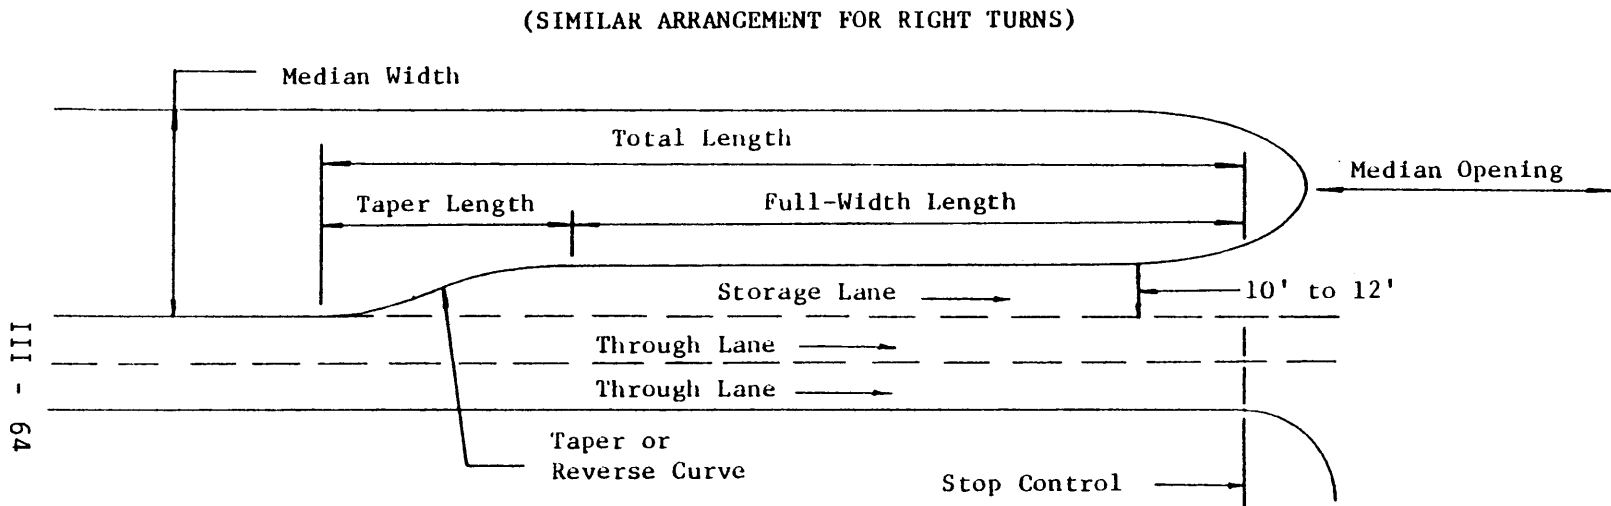 (SIMILAR ARRANGEMENT FOR RIGHT TURNS)
Median Width
Total Length
Median Opening
Taper Length
Full-Width Length
Storage Lane
10' to 12'
Through Lane
Through Lane
Taper or
Reverse Curve
Stop Control
III - 64